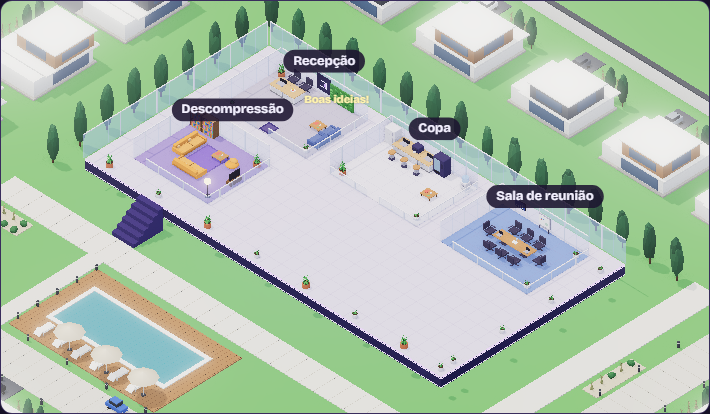 Recepção
Boas ideias!
Descompressão
Copa
Sala de reunião